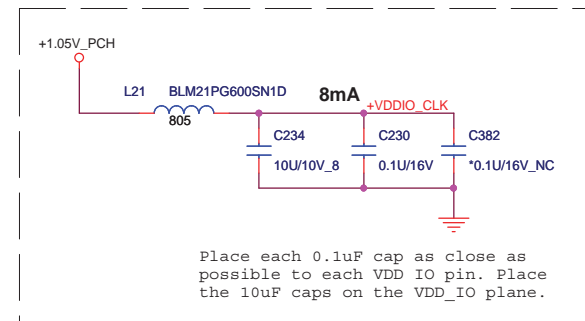 +1.05V_PCH
L21 BLM21PG600SN1D
805
8mA
+VDDIO_CLK
C234 C230 C382
10U/10V_8 0.1U/16V *0.1U/16V_NC
Place each 0.1uF cap as close as
possible to each VDD IO pin. Place
the 10uF caps on the VDD_IO plane.